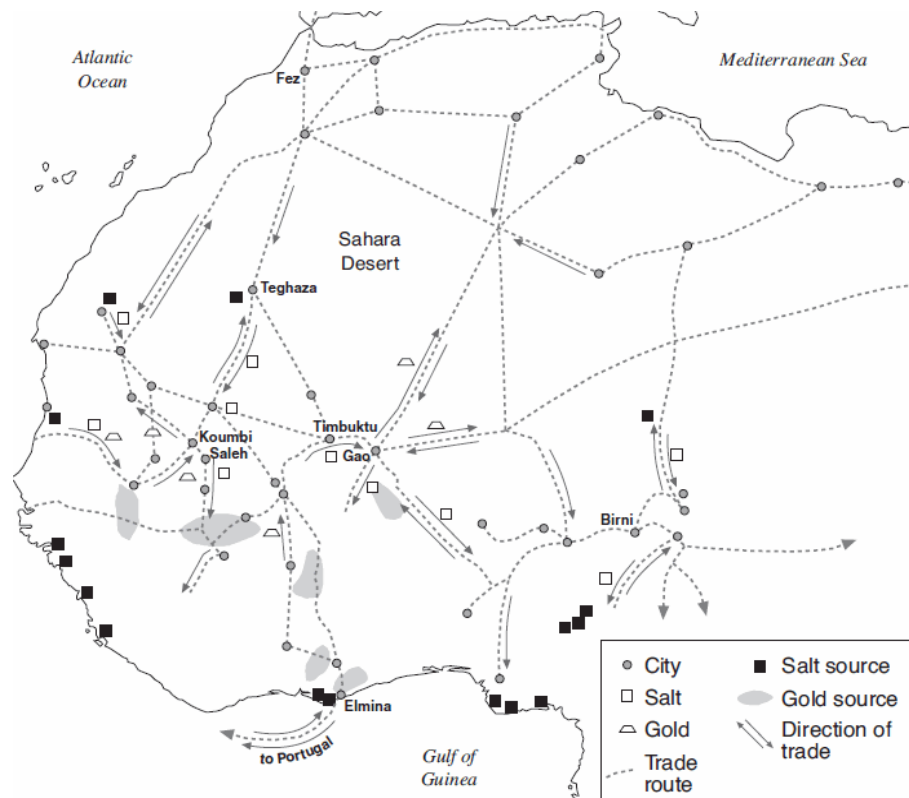 Atlantic
Ocean
Mediterranean Sea
Fez
Sahara
Desert
Teghaza
Timbuktu
Koumbi
Saleh
Gao
Birni
Elmina
to Portugal
Gulf of
Guinea
City
Salt
Gold
Trade
route
Salt source
Gold source
Direction of
trade